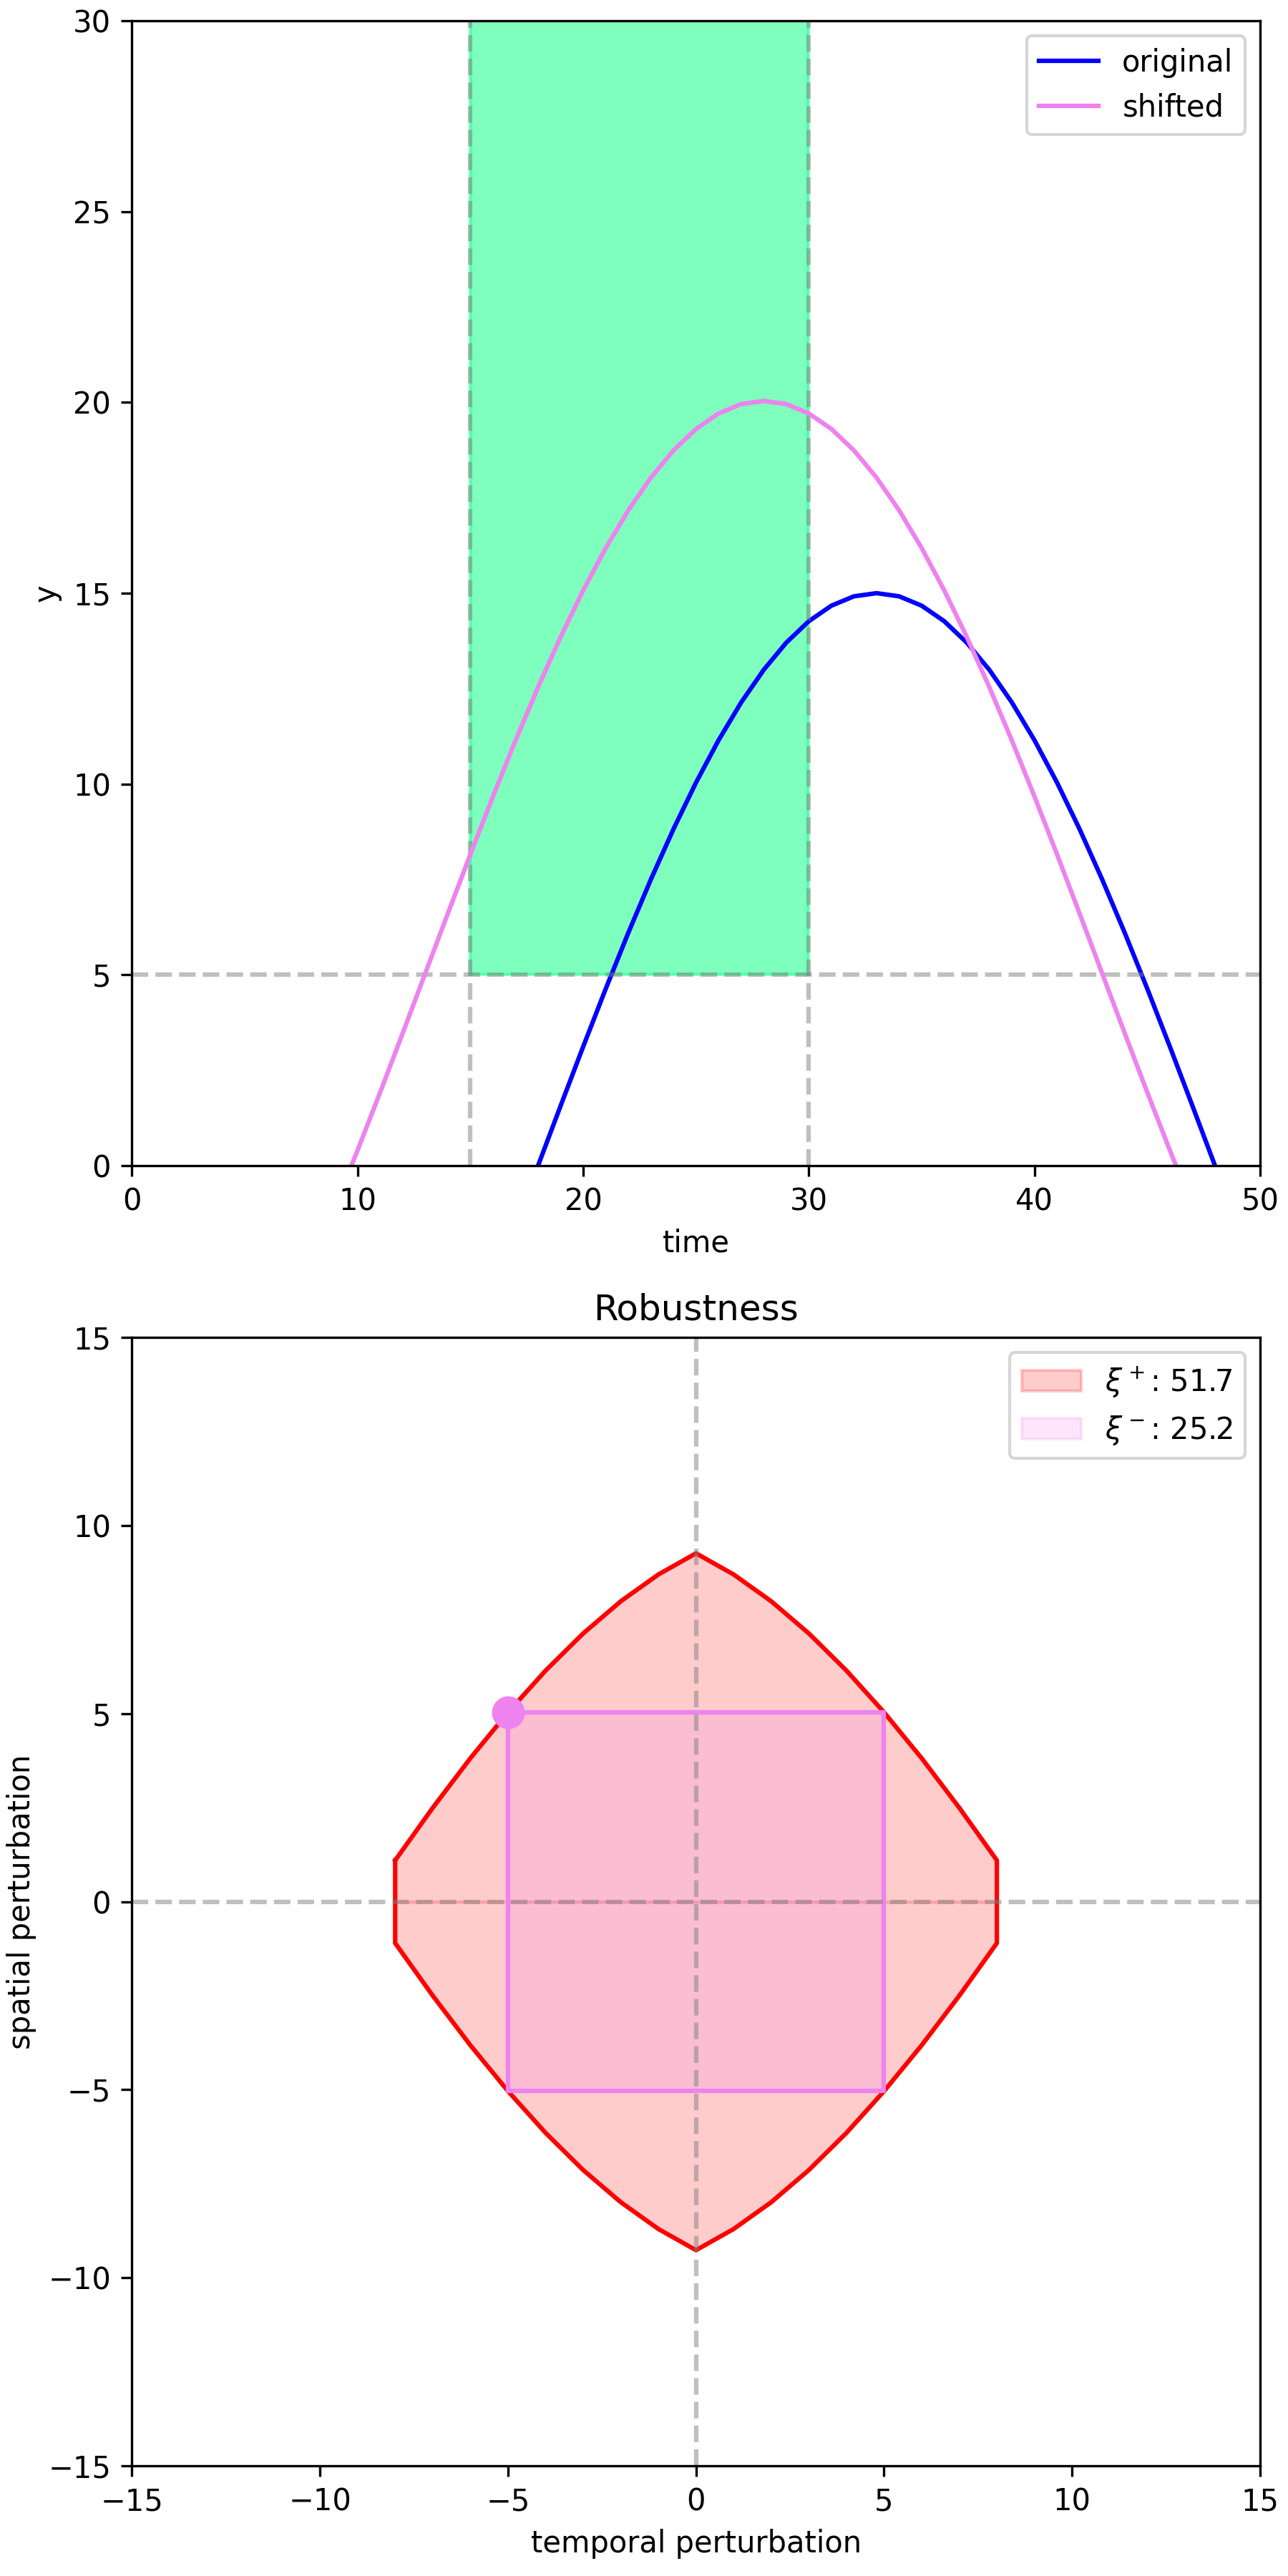 30
25
20
15
10
5
0
y
original
shifted
0 10 20 30 40 50
time
Robustness
15
10
5
0
−5
−10
−15
spatial perturbation
ξ⁺: 51.7
ξ⁻: 25.2
−15 −10 −5 0 5 10 15
temporal perturbation